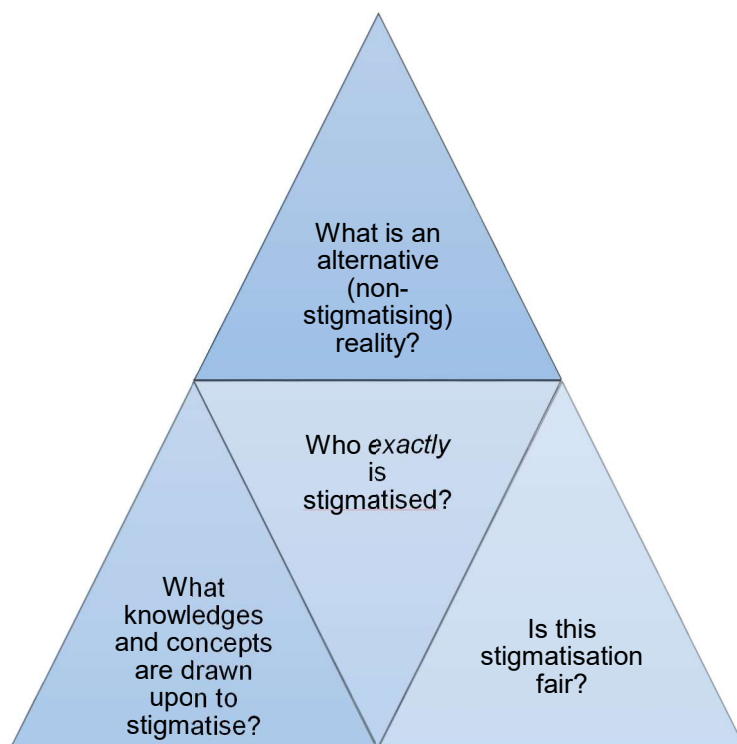 What is an
alternative
(non-
stigmatising)
reality?
Who exactly
is
stigmatised?
What
knowledges
and concepts
are drawn
upon to
stigmatise?
Is this
stigmatisation
fair?